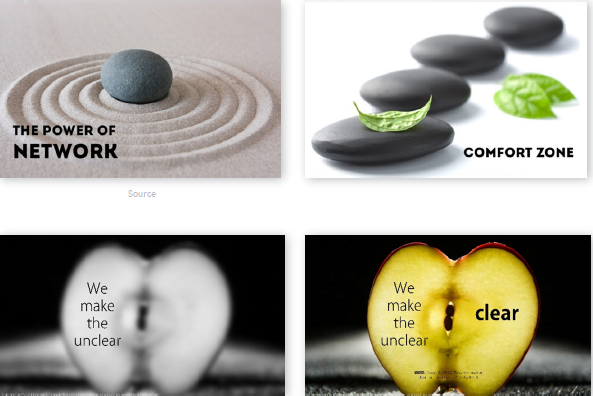 THE POWER OF
NETWORK
COMFORT ZONE
Source
We
make
the
unclear
We
make
the
unclear
clear